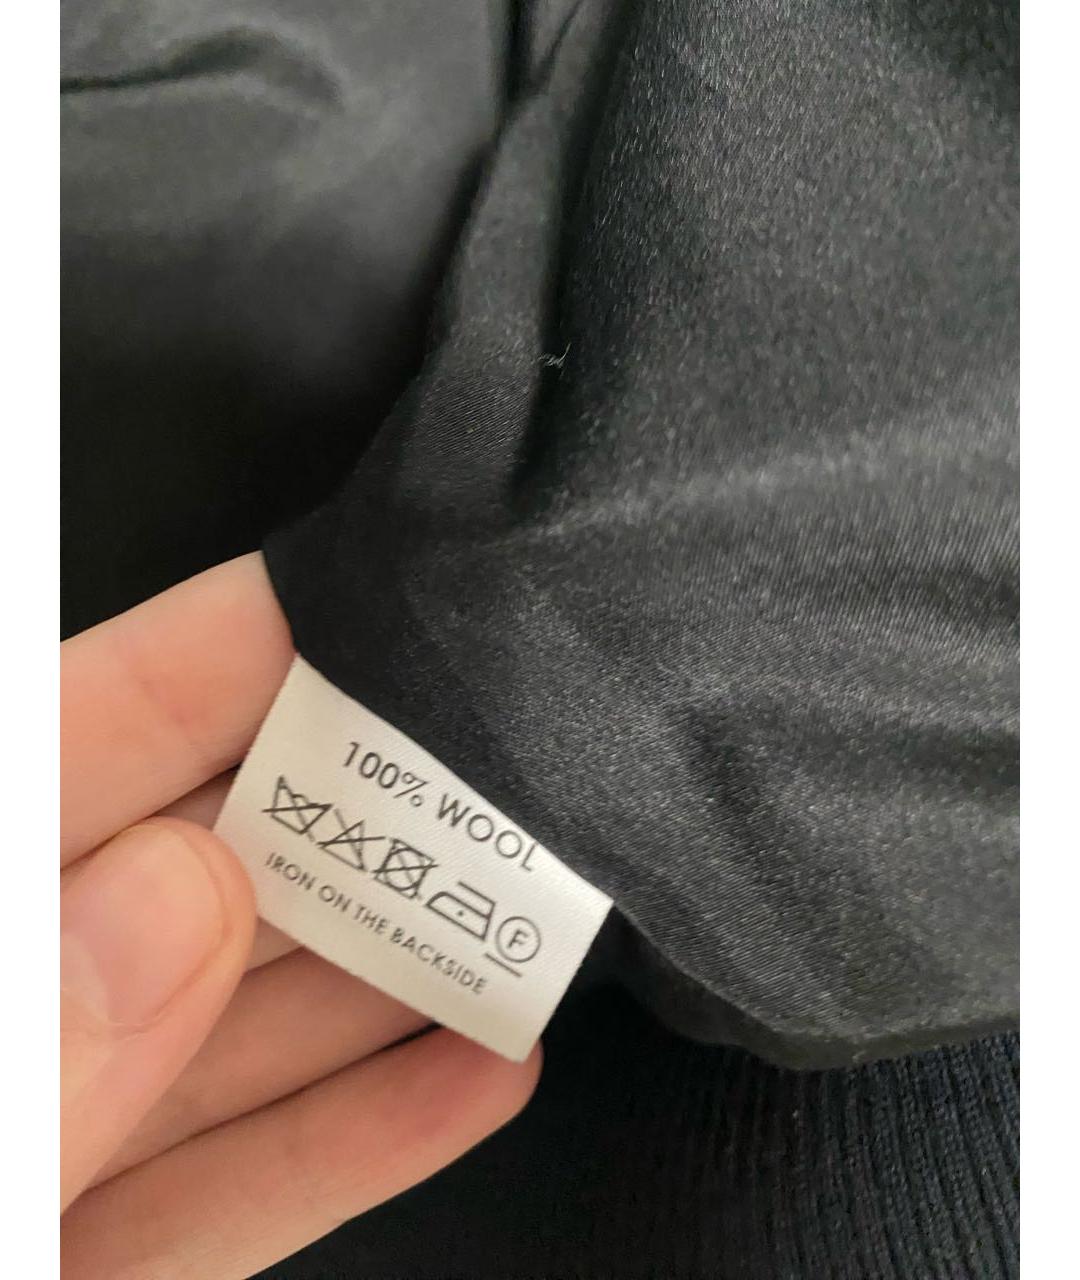 100% WOOL
F
IRON ON THE BACKSIDE